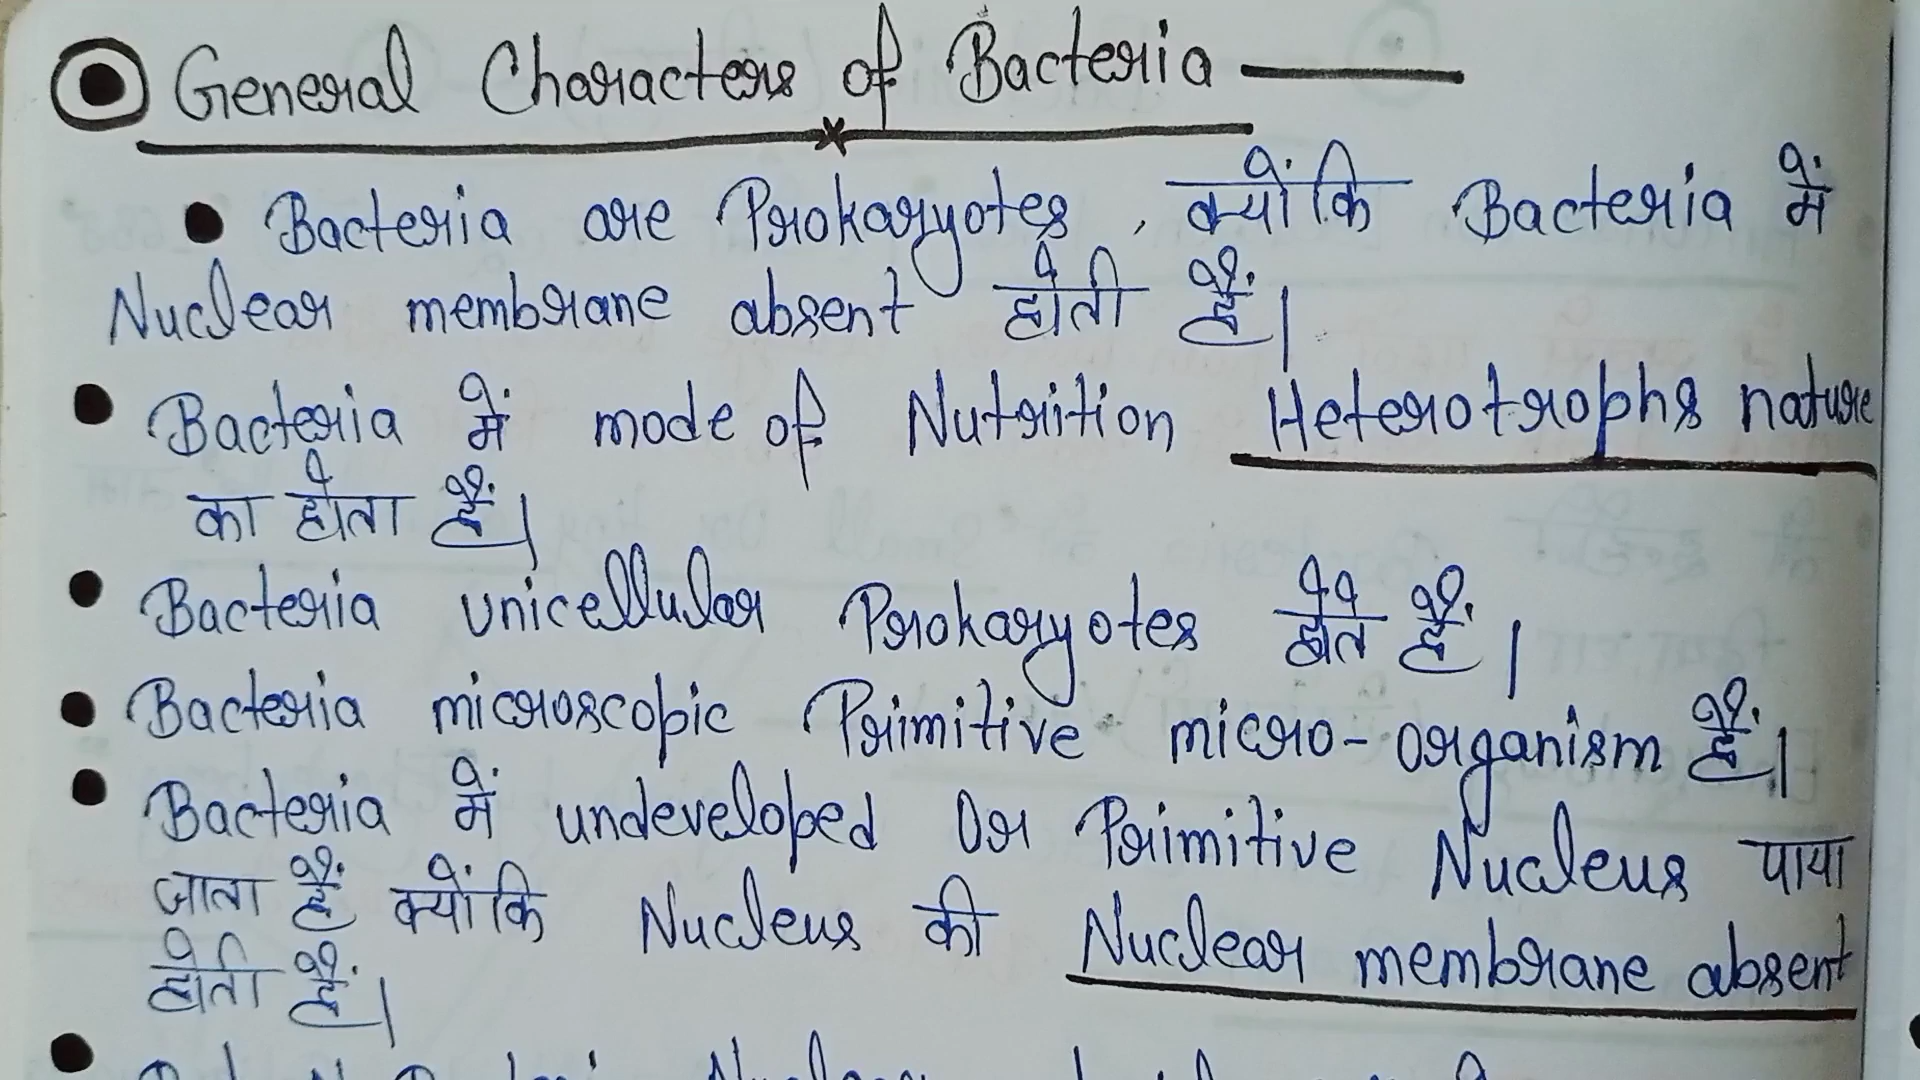 General Characters of Bacteria
Bacteria are Prokaryotes, क्योंकि Bacteria में
Nuclear membrane absent होती हैं।
Bacteria में mode of Nutrition Heterotrophs nature
का होता हैं।
Bacteria unicellular Prokaryotes होते हैं।
Bacteria microscopic Primitive micro-organism हैं।
Bacteria में undeveloped Or Primitive Nucleus पाया
जाता हैं क्योंकि Nucleus की Nuclear membrane absent
होती हैं।